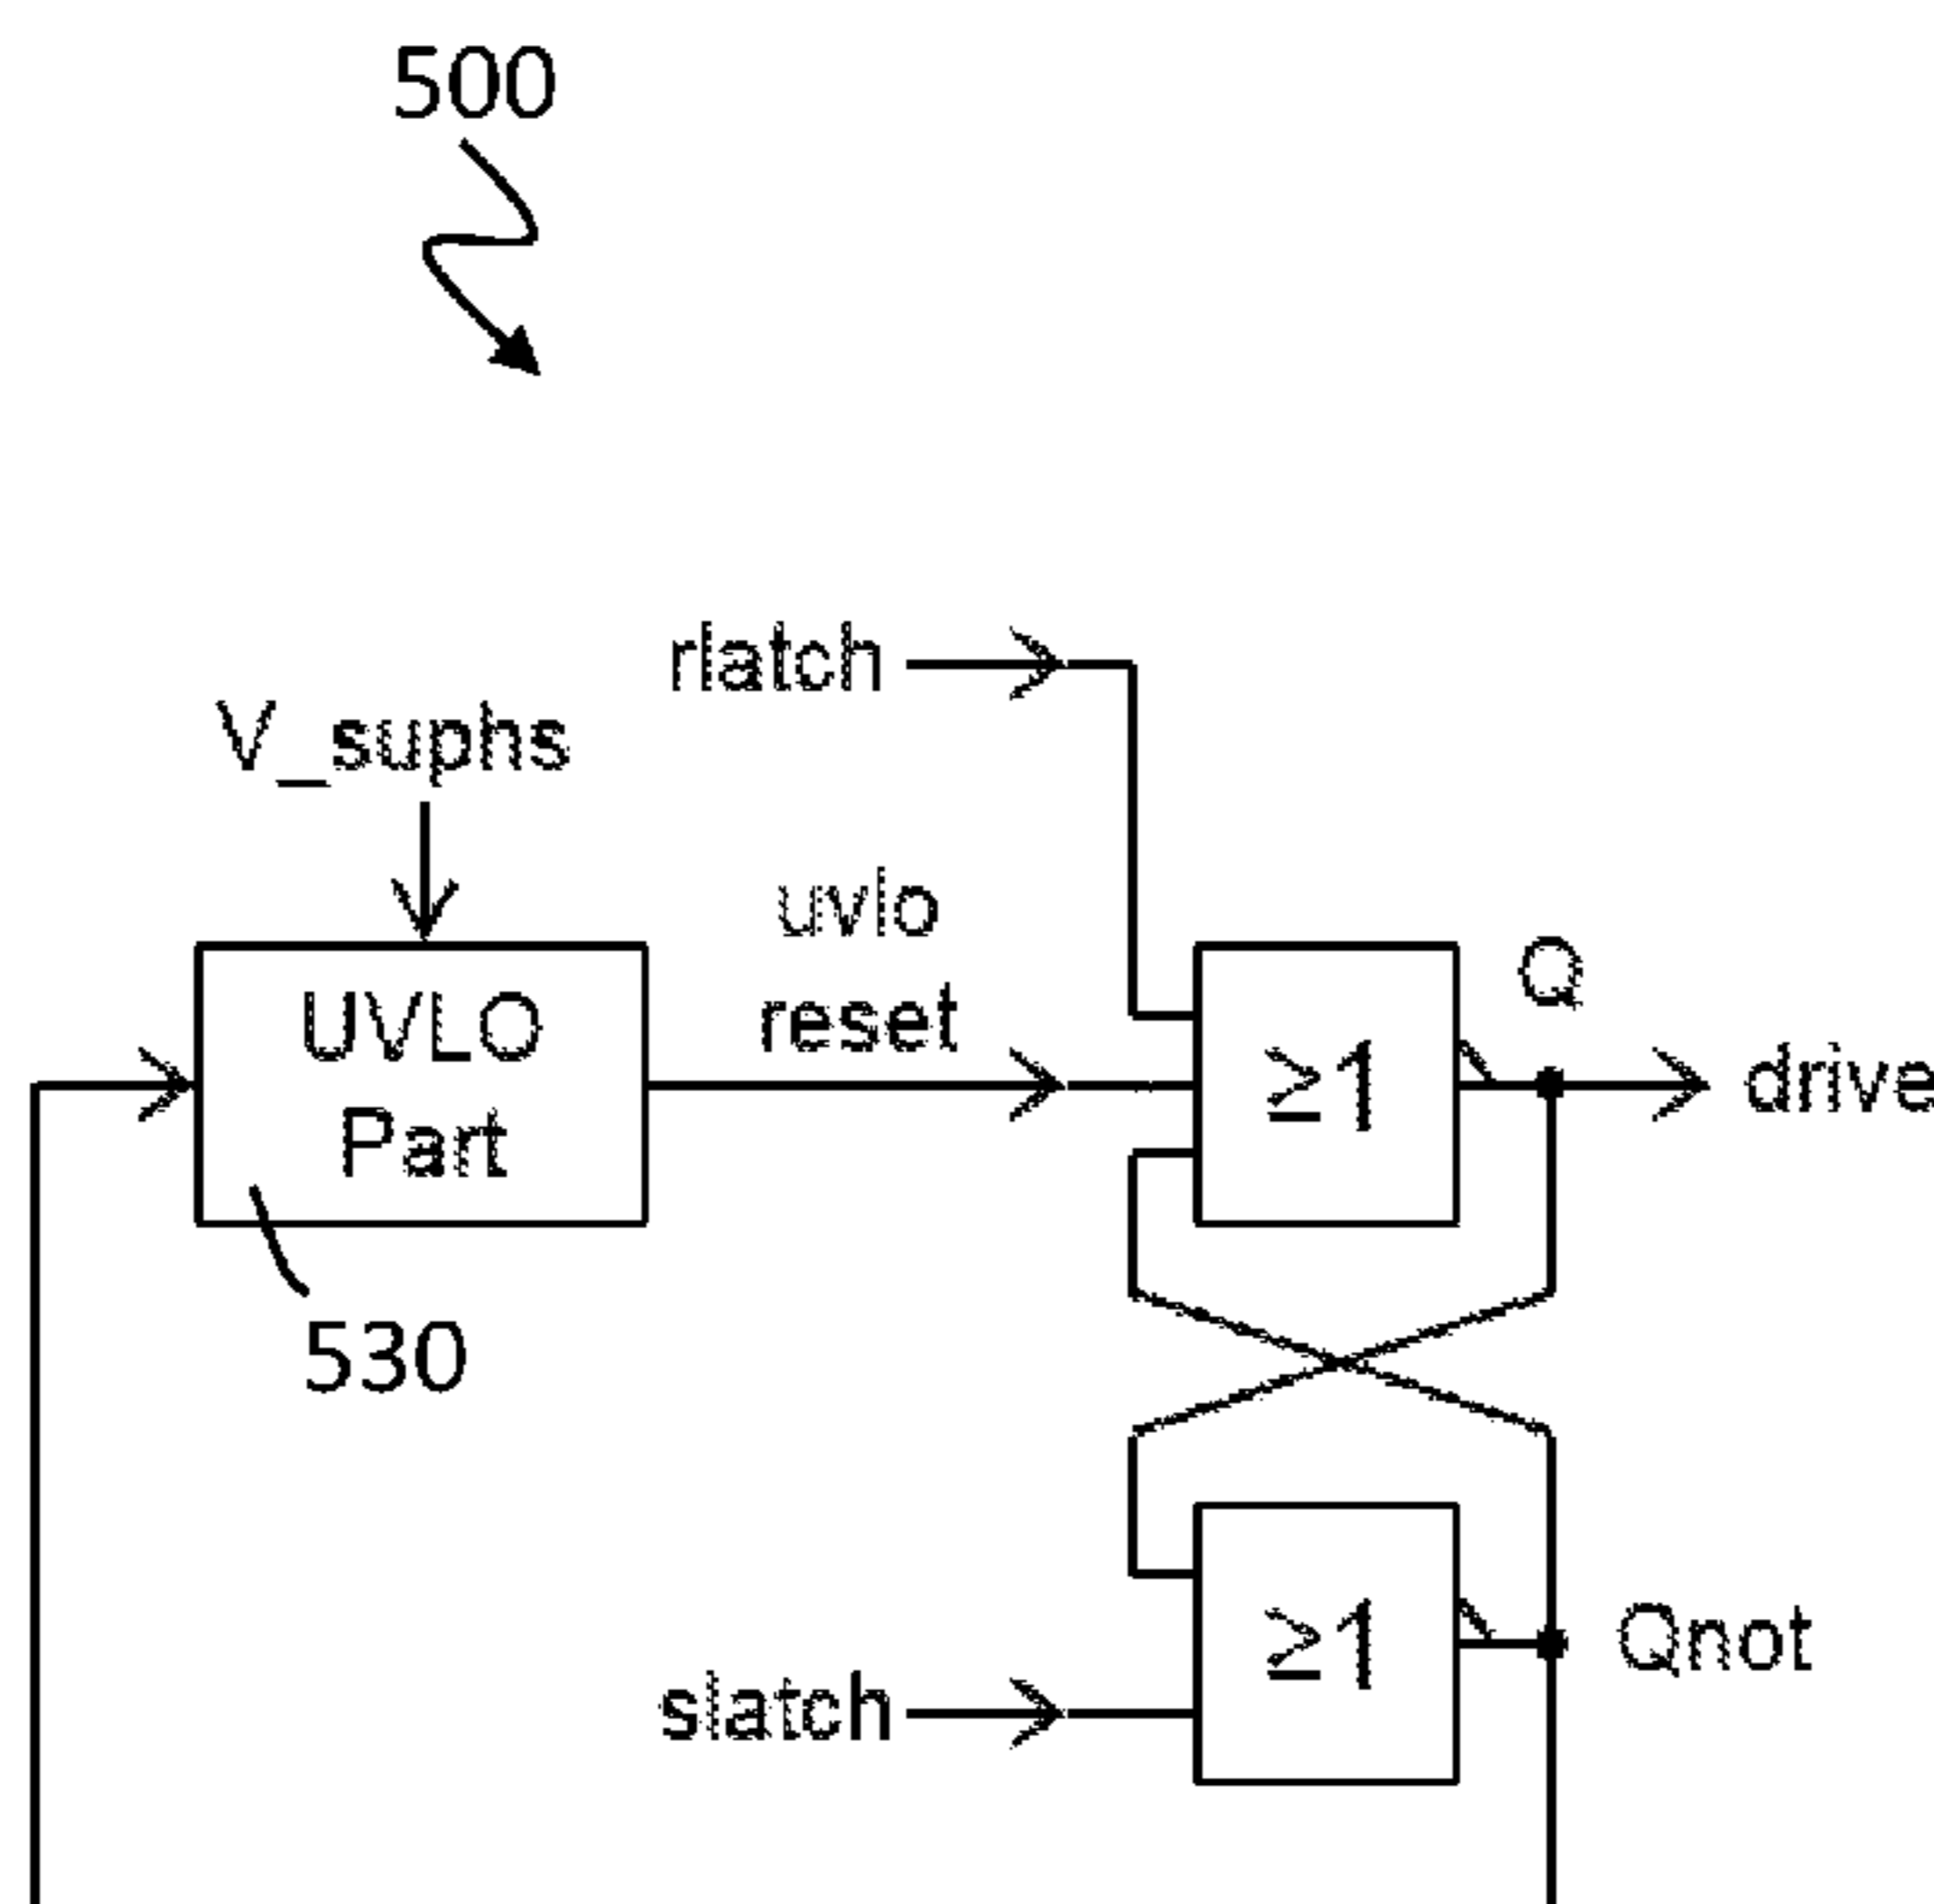 500
rlatch
V_suphs
uvlo
reset
UVLO
Part
530
≥1
Q
drive
≥1
Qnot
slatch